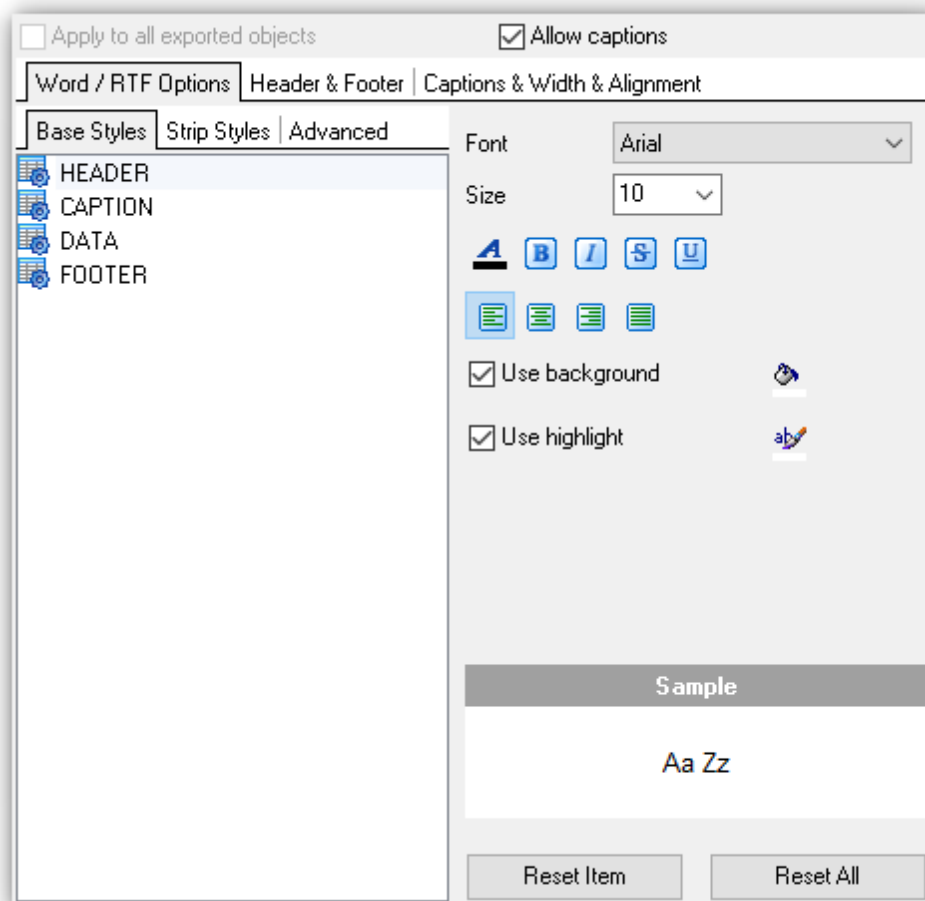 Apply to all exported objects
Allow captions
Word / RTF Options
Header & Footer
Captions & Width & Alignment
Base Styles
Strip Styles
Advanced
HEADER
CAPTION
DATA
FOOTER
Font
Arial
Size
10
A
B
I
S
U
Use background
Use highlight
ab
Sample
Aa Zz
Reset Item
Reset All